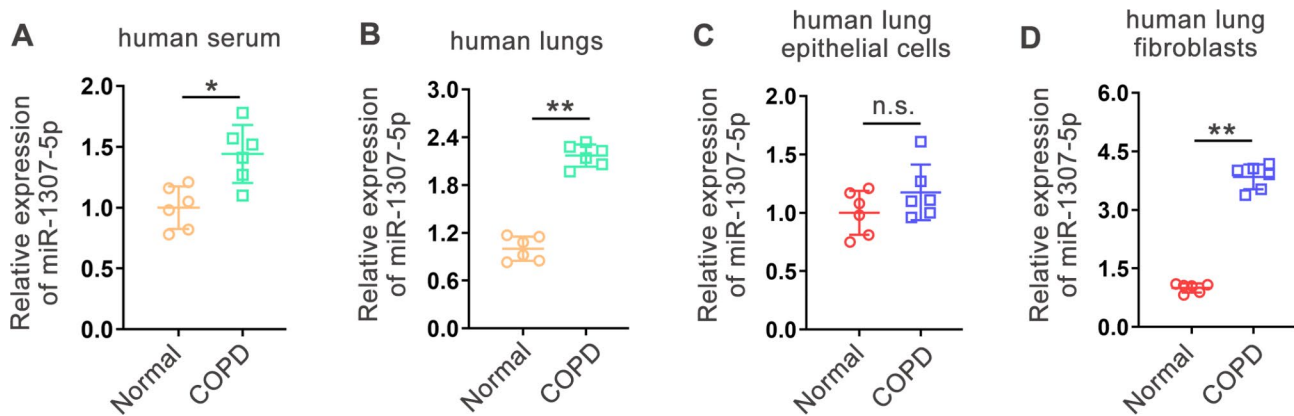 A
human serum
Relative expression
of miR-1307-5p
2.0
1.5
1.0
0.5
0.0
*
Normal
COPD
B
human lungs
Relative expression
of miR-1307-5p
3.0
2.4
1.8
1.2
0.6
0.0
**
Normal
COPD
C
human lung
epithelial cells
Relative expression
of miR-1307-5p
2.0
1.5
1.0
0.5
0.0
n.s.
Normal
COPD
D
human lung
fibroblasts
Relative expression
of miR-1307-5p
6.0
4.5
3.0
1.5
0.0
**
Normal
COPD